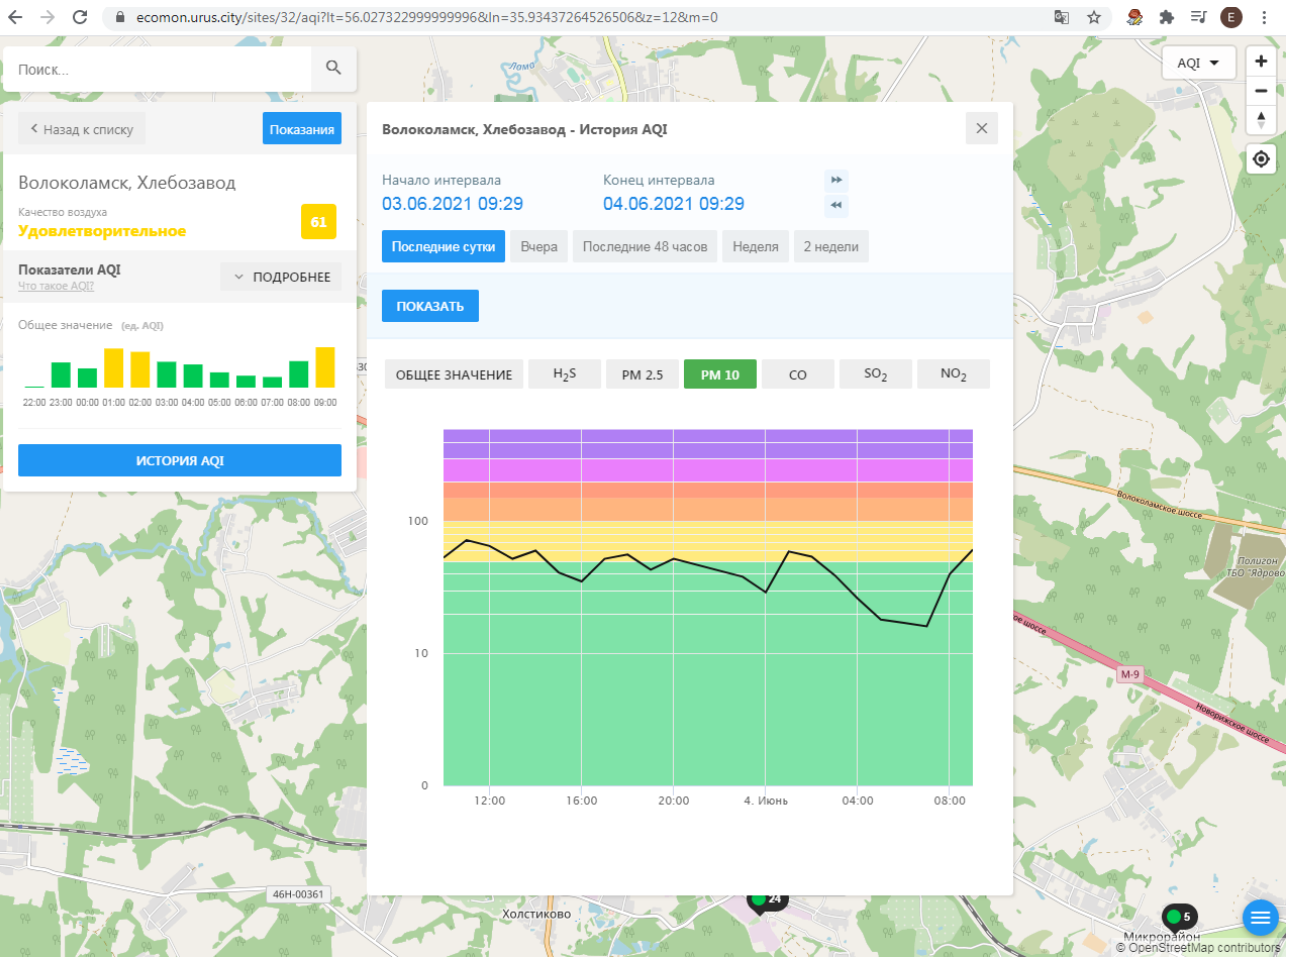 ecomon.urus.city/sites/32/aqi?lt=56.027322999999996&ln=35.93437264526506&z=12&m=0
E
Поиск...
AQI
Лама
Назад к списку
Показания
Волоколамск, Хлебозавод - История AQI
Волоколамск, Хлебозавод
Качество воздуха
Удовлетворительное
61
Начало интервала
Конец интервала
03.06.2021 09:29
04.06.2021 09:29
Последние сутки
Вчера
Последние 48 часов
Неделя
2 недели
Показатели AQI
Что такое AQI?
ПОДРОБНЕЕ
ПОКАЗАТЬ
Общее значение (ед. AQI)
22:00 23:00 00:00 01:00 02:00 03:00 04:00 05:00 06:00 07:00 08:00 09:00
ИСТОРИЯ AQI
ОБЩЕЕ ЗНАЧЕНИЕ
H2S
PM 2.5
PM 10
CO
SO2
NO2
100
10
0
12:00
16:00
20:00
4. Июнь
04:00
08:00
Волоколамское шоссе
Полигон
ТБО "Ядрово
ое шоссе
М-9
Новорижское шоссе
46Н-00361
Холстиково
24
5
Микрорайон
© OpenStreetMap contributors